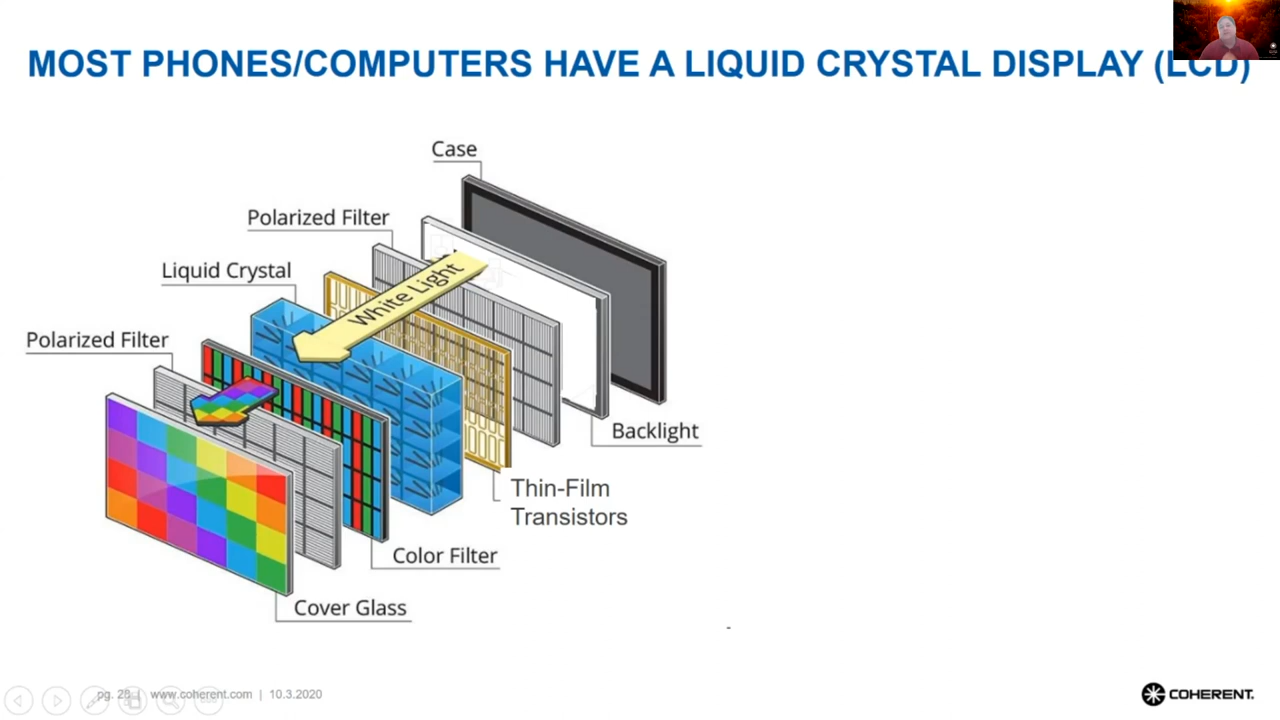 MOST PHONES/COMPUTERS HAVE A LIQUID CRYSTAL DISPLAY (LCD)
Case
Polarized Filter
Liquid Crystal
White Light
Polarized Filter
Backlight
Thin-Film
Transistors
Color Filter
Cover Glass
pg. 28 | www.coherent.com | 10.3.2020
COHERENT.